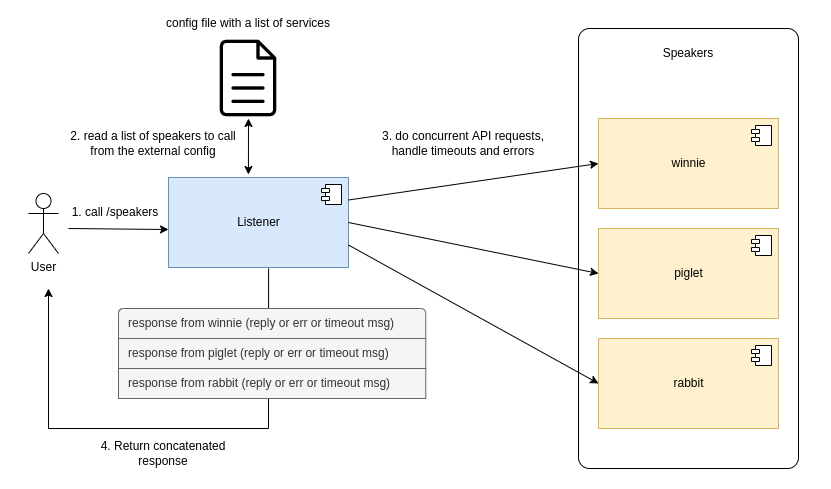 config file with a list of services
Speakers
2. read a list of speakers to call
from the external config
3. do concurrent API requests,
handle timeouts and errors
winnie
1. call /speakers
Listener
User
piglet
response from winnie (reply or err or timeout msg)
response from piglet (reply or err or timeout msg)
response from rabbit (reply or err or timeout msg)
rabbit
4. Return concatenated
response